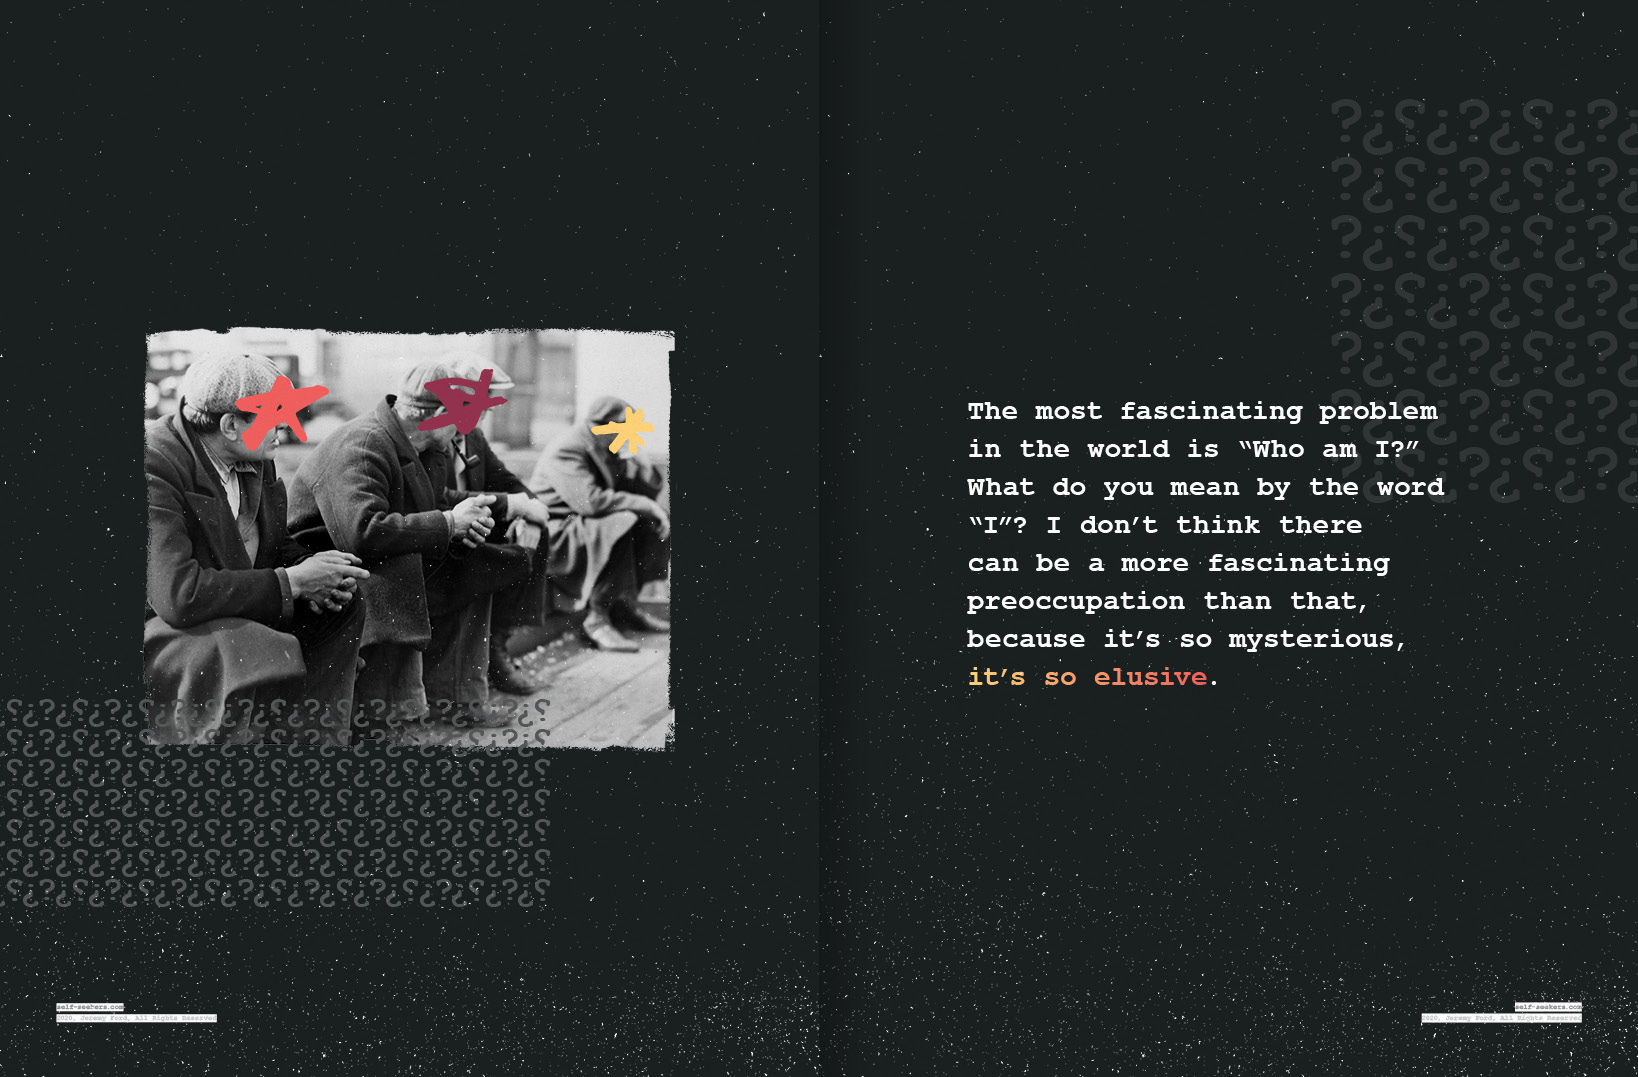 The most fascinating problem
in the world is “Who am I?”
What do you mean by the word
“I”? I don’t think there
can be a more fascinating
preoccupation than that,
because it’s so mysterious,
it’s so elusive.
self-seekers.com
2020, Jeremy Ford, All Rights Reserved
self-seekers.com
2020, Jeremy Ford, All Rights Reserved